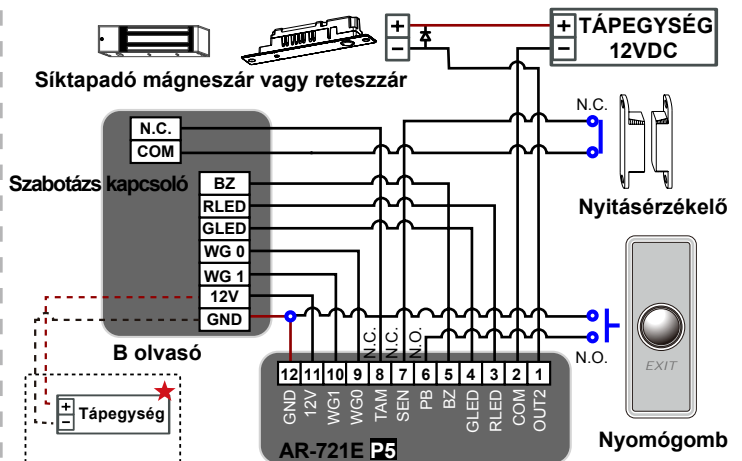 +
−
+
−
TÁPEGYSÉG
12VDC
Síktapadó mágneszár vagy reteszzár
N.C.
N.C.
COM
Szabotázs kapcsoló
BZ
RLED
GLED
WG 0
WG 1
12V
GND
Nyitásérzékelő
B olvasó
N.C.
N.C.
N.O.
N.O.
EXIT
12 11 10 9 8 7 6 5 4 3 2 1
GND 12V WG1 WG0 TAM SEN PB BZ GLED RLED COM OUT2
+
−
Tápegység
AR-721E P5
Nyomógomb